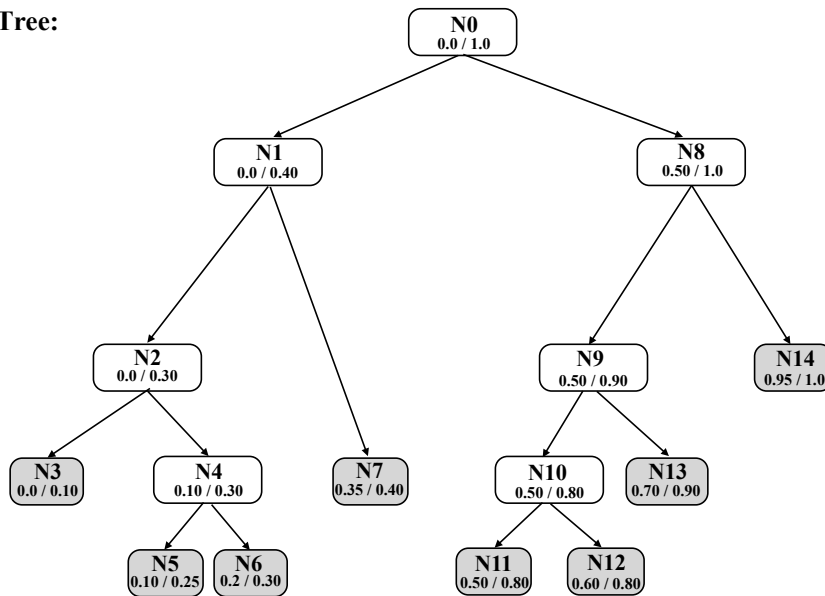 Tree:
N0
0.0 / 1.0
N1
0.0 / 0.40
N8
0.50 / 1.0
N2
0.0 / 0.30
N9
0.50 / 0.90
N14
0.95 / 1.0
N3
0.0 / 0.10
N4
0.10 / 0.30
N7
0.35 / 0.40
N10
0.50 / 0.80
N13
0.70 / 0.90
N5
0.10 / 0.25
N6
0.2 / 0.30
N11
0.50 / 0.80
N12
0.60 / 0.80